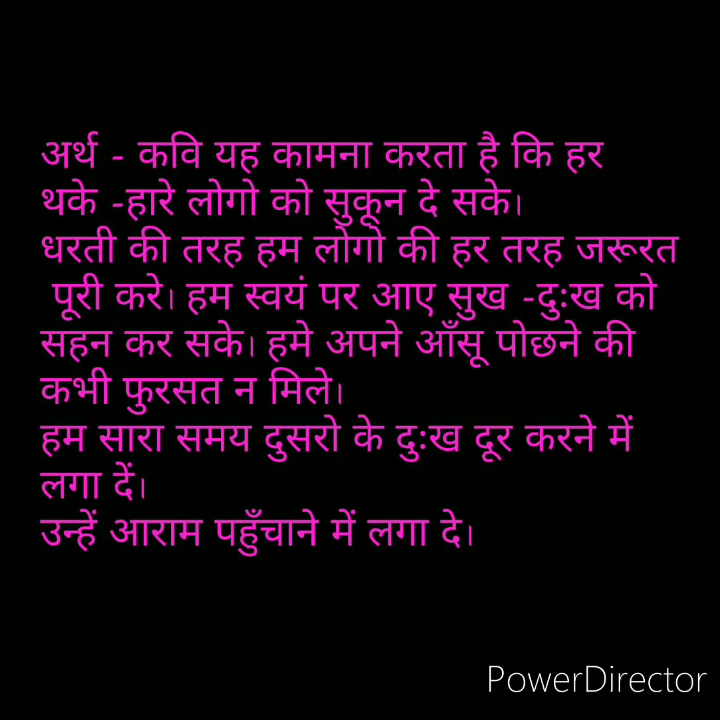 अर्थ - कवि यह कामना करता है कि हर
थके -हारे लोगो को सुकून दे सके।
धरती की तरह हम लोगो की हर तरह जरूरत
पूरी करे। हम स्वयं पर आए सुख -दुःख को
सहन कर सके। हमे अपने आँसू पोछने की
कभी फुरसत न मिले।
हम सारा समय दुसरो के दुःख दूर करने में
लगा दें।
उन्हें आराम पहुँचाने में लगा दे।
PowerDirector